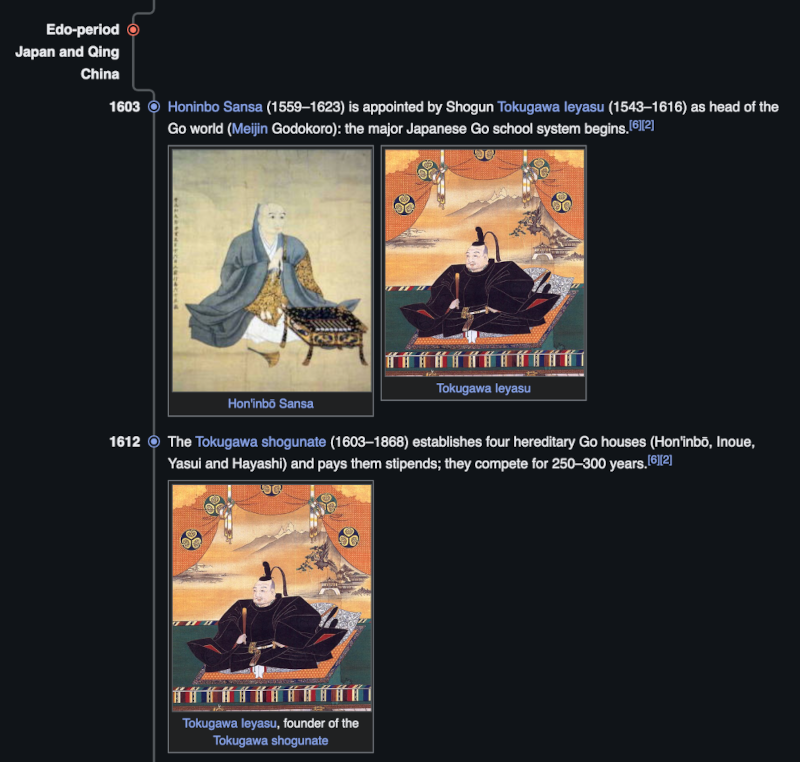 Edo-period
Japan and Qing
China
1603
Honinbo Sansa (1559–1623) is appointed by Shogun Tokugawa Ieyasu (1543–1616) as head of the
Go world (Meijin Godokoro): the major Japanese Go school system begins.[6][2]
Hon'inbō Sansa
Tokugawa Ieyasu
1612
The Tokugawa shogunate (1603–1868) establishes four hereditary Go houses (Hon'inbō, Inoue,
Yasui and Hayashi) and pays them stipends; they compete for 250–300 years.[6][2]
Tokugawa Ieyasu, founder of the
Tokugawa shogunate